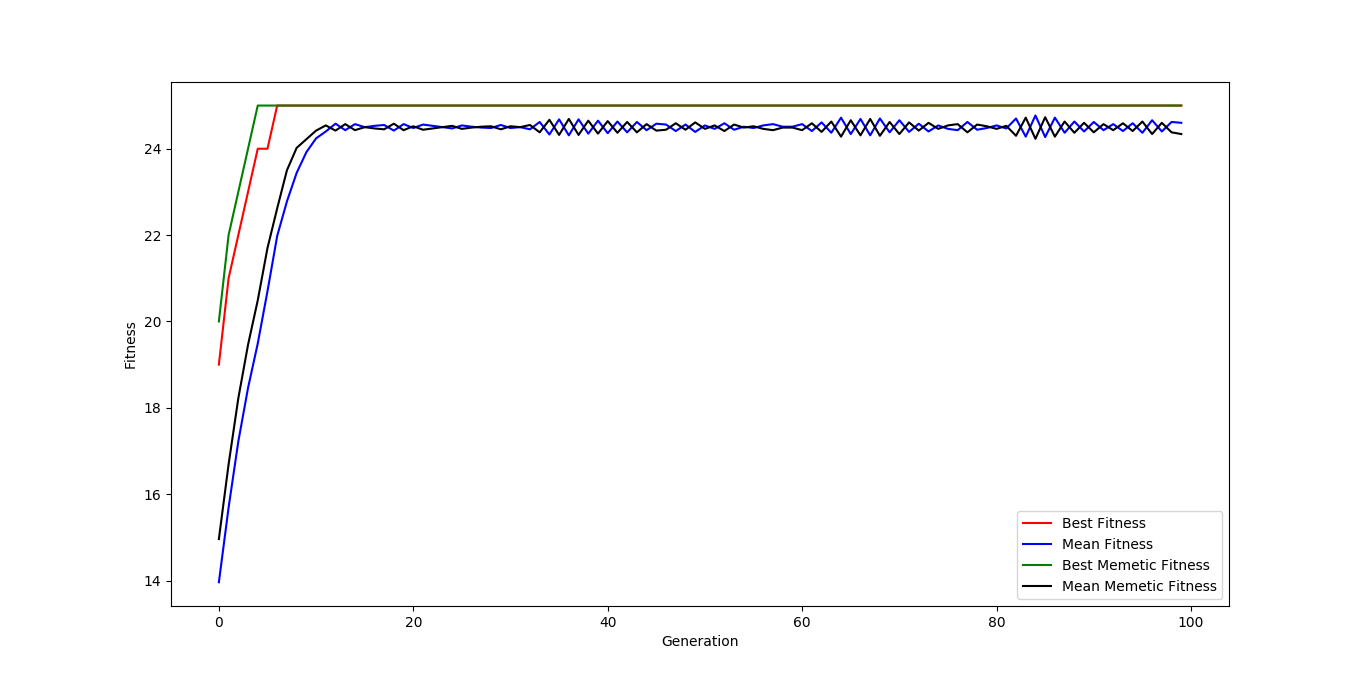 24
22
20
18
16
14
Fitness
0 20 40 60 80 100
Generation
Best Fitness
Mean Fitness
Best Memetic Fitness
Mean Memetic Fitness